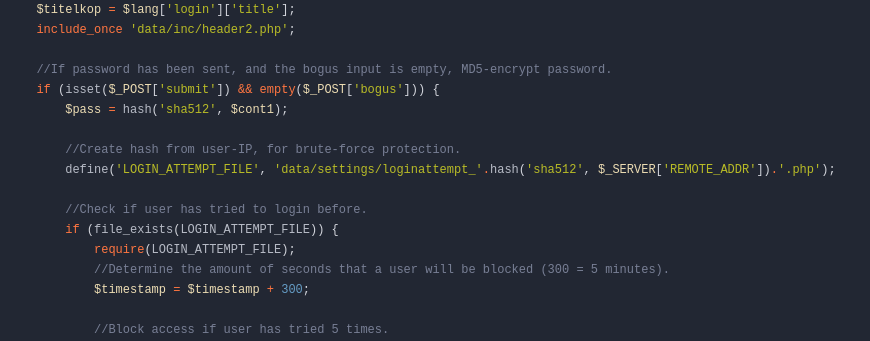 $titelkop = $lang['login']['title'];
include_once 'data/inc/header2.php';
//If password has been sent, and the bogus input is empty, MD5-encrypt password.
if (isset($_POST['submit']) && empty($_POST['bogus'])) {
$pass = hash('sha512', $cont1);
//Create hash from user-IP, for brute-force protection.
define('LOGIN_ATTEMPT_FILE', 'data/settings/loginattempt_'.hash('sha512', $_SERVER['REMOTE_ADDR']).'.php');
//Check if user has tried to login before.
if (file_exists(LOGIN_ATTEMPT_FILE)) {
require(LOGIN_ATTEMPT_FILE);
//Determine the amount of seconds that a user will be blocked (300 = 5 minutes).
$timestamp = $timestamp + 300;
//Block access if user has tried 5 times.